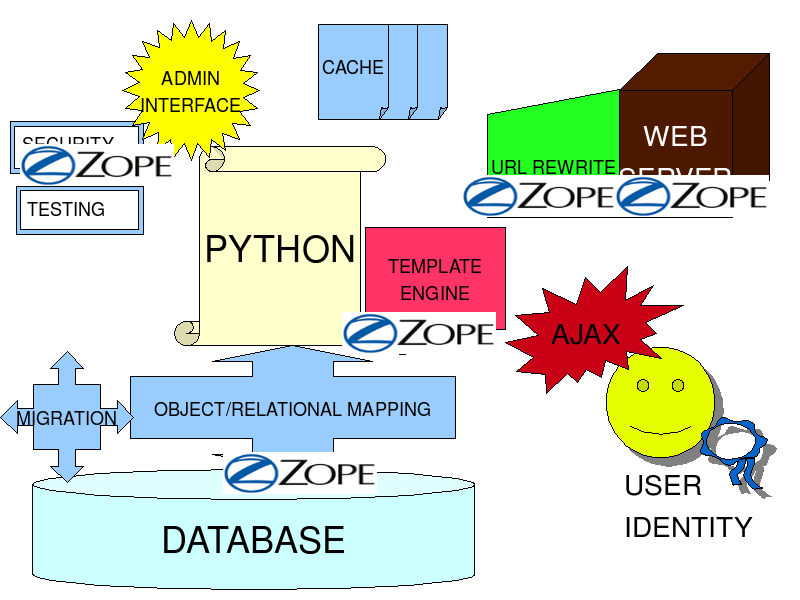 ADMIN
INTERFACE
CACHE
SECURITY
ZOPE
TESTING
WEB
SERVER
URL REWRITE
ZOPE
ZOPE
PYTHON
TEMPLATE
ENGINE
ZOPE
AJAX
MIGRATION
OBJECT/RELATIONAL MAPPING
ZOPE
USER
IDENTITY
DATABASE